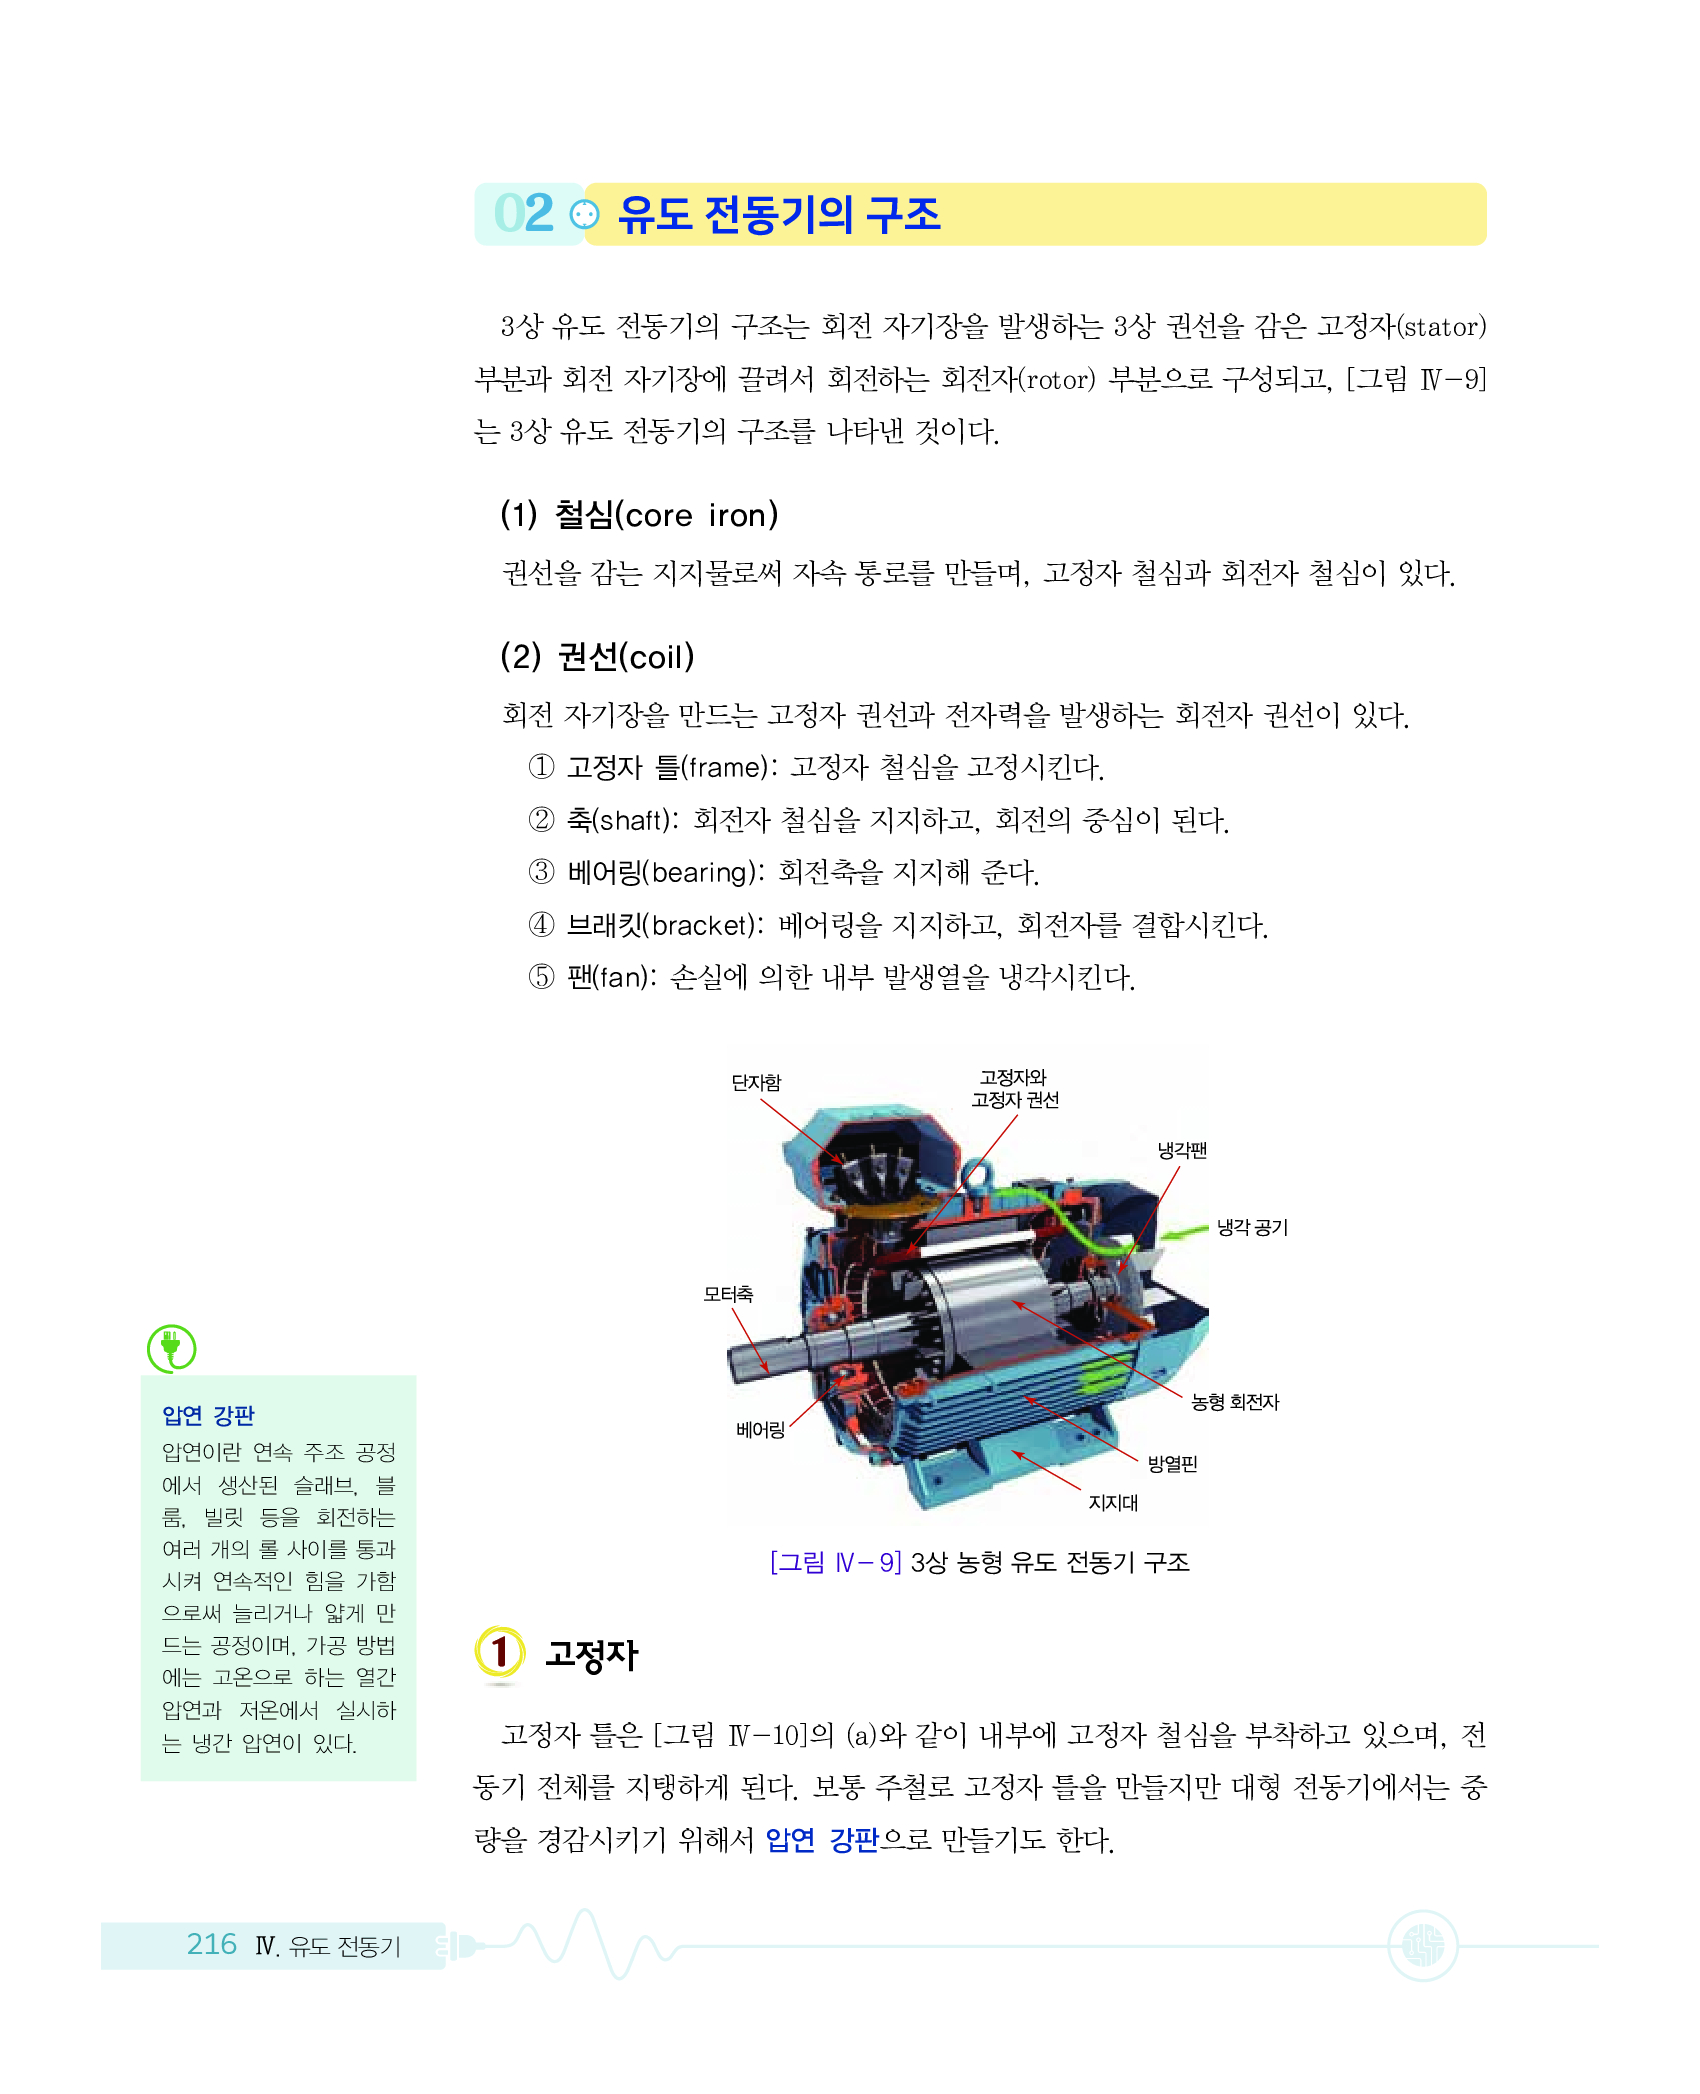 02 유도 전동기의 구조
3상 유도 전동기의 구조는 회전 자기장을 발생하는 3상 권선을 감은 고정자(stator)
부분과 회전 자기장에 끌려서 회전하는 회전자(rotor) 부분으로 구성되고, [그림 Ⅳ-9]
는 3상 유도 전동기의 구조를 나타낸 것이다.
(1) 철심(core iron)
권선을 감는 지지물로써 자속 통로를 만들며, 고정자 철심과 회전자 철심이 있다.
(2) 권선(coil)
회전 자기장을 만드는 고정자 권선과 전자력을 발생하는 회전자 권선이 있다.
① 고정자 틀(frame): 고정자 철심을 고정시킨다.
② 축(shaft): 회전자 철심을 지지하고, 회전의 중심이 된다.
③ 베어링(bearing): 회전축을 지지해 준다.
④ 브래킷(bracket): 베어링을 지지하고, 회전자를 결합시킨다.
⑤ 팬(fan): 손실에 의한 내부 발생열을 냉각시킨다.
단자함
고정자와
고정자 권선
냉각팬
냉각 공기
모터축
베어링
농형 회전자
방열핀
지지대
[그림 Ⅳ-9] 3상 농형 유도 전동기 구조
압연 강판
압연이란 연속 주조 공정
에서 생산된 슬래브, 블
룸, 빌릿 등을 회전하는
여러 개의 롤 사이를 통과
시켜 연속적인 힘을 가함
으로써 늘리거나 얇게 만
드는 공정이며, 가공 방법
에는 고온으로 하는 열간
압연과 저온에서 실시하
는 냉간 압연이 있다.
1 고정자
고정자 틀은 [그림 Ⅳ-10]의 (a)와 같이 내부에 고정자 철심을 부착하고 있으며, 전
동기 전체를 지탱하게 된다. 보통 주철로 고정자 틀을 만들지만 대형 전동기에서는 중
량을 경감시키기 위해서 압연 강판으로 만들기도 한다.
216 Ⅳ. 유도 전동기